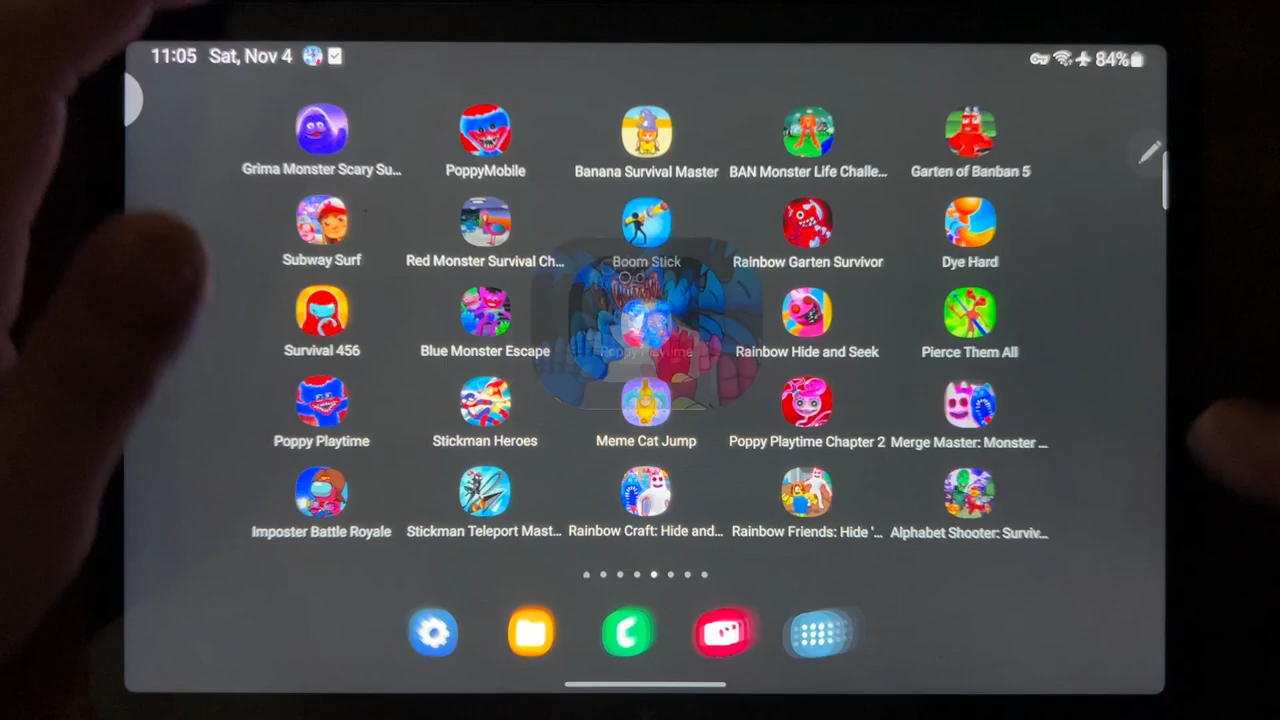 11:05 Sat, Nov 4
84%
Grima Monster Scary Su...
PoppyMobile
Banana Survival Master
BAN Monster Life Challe...
Garten of Banban 5
Subway Surf
Red Monster Survival Ch...
Boom Stick
Rainbow Garten Survivor
Dye Hard
Survival 456
Blue Monster Escape
Poppy Playtime
Rainbow Hide and Seek
Pierce Them All
Poppy Playtime
Stickman Heroes
Meme Cat Jump
Poppy Playtime Chapter 2
Merge Master: Monster ...
Imposter Battle Royale
Stickman Teleport Mast...
Rainbow Craft: Hide and...
Rainbow Friends: Hide '...
Alphabet Shooter: Surviv...